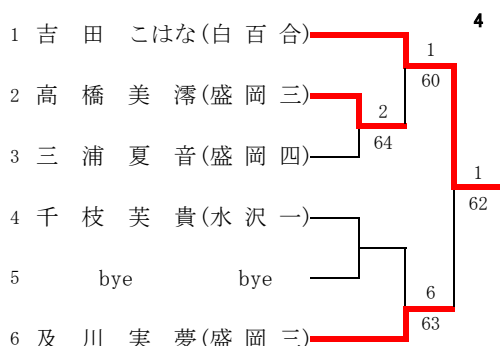 4
1 吉 田 こはな(白 百 合)
1
60
2 高 橋 美 澪(盛 岡 三)
2
64
3 三 浦 夏 音(盛 岡 四)
1
62
4 千 枝 芙 貴(水 沢 一)
5 bye bye
6
63
6 及 川 実 夢(盛 岡 三)